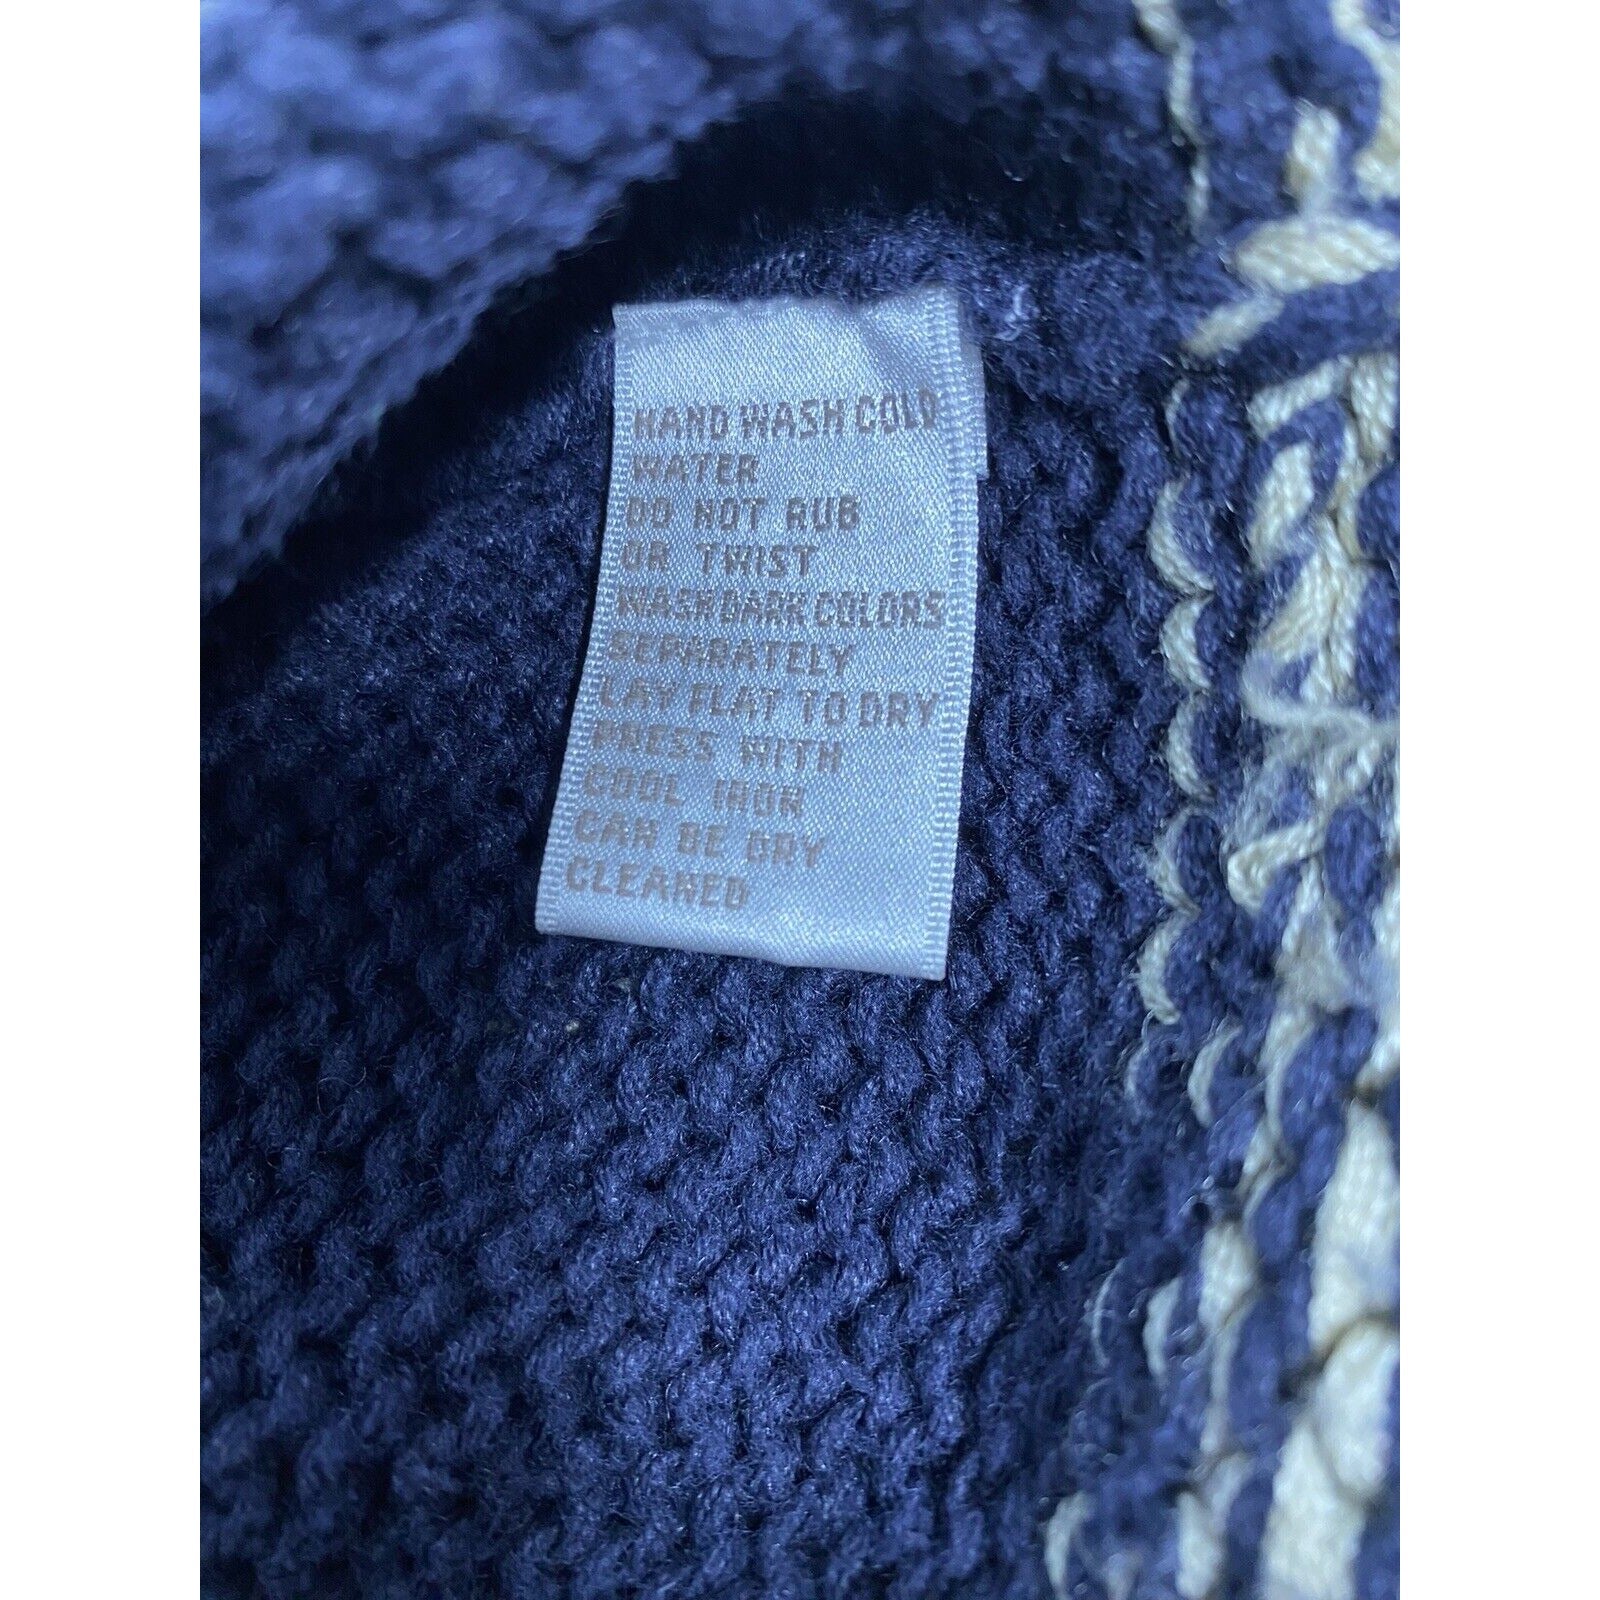 HAND WASH COLD
WATER
DO NOT RUB
OR TWIST
WASH DARK COLORS
SEPARATELY
LAY FLAT TO DRY
PRESS WITH
COOL IRON
CAN BE DRY
CLEANED